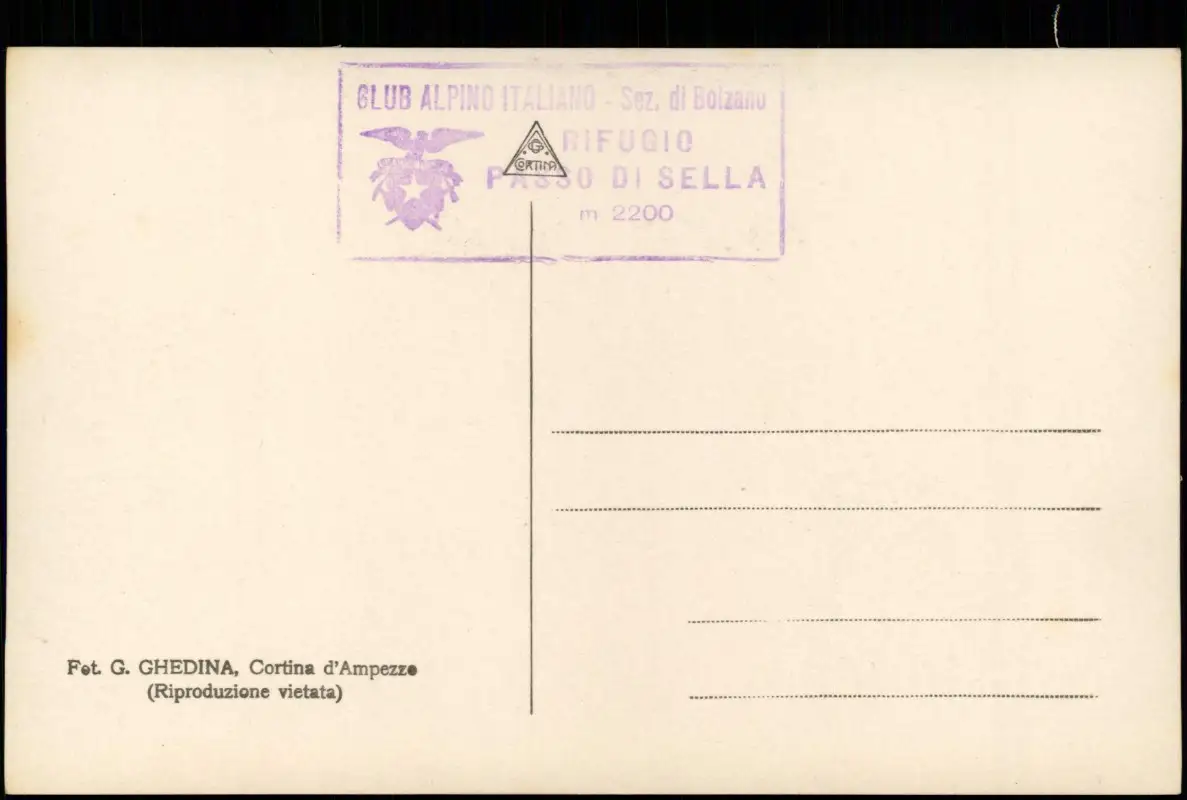 CLUB ALPINO ITALIANO - Sez. di Bolzano
RIFUGIO
PASSO DI SELLA
m 2200
G
CORTINA
Fot. G. GHEDINA, Cortina d'Ampezzo
(Riproduzione vietata)